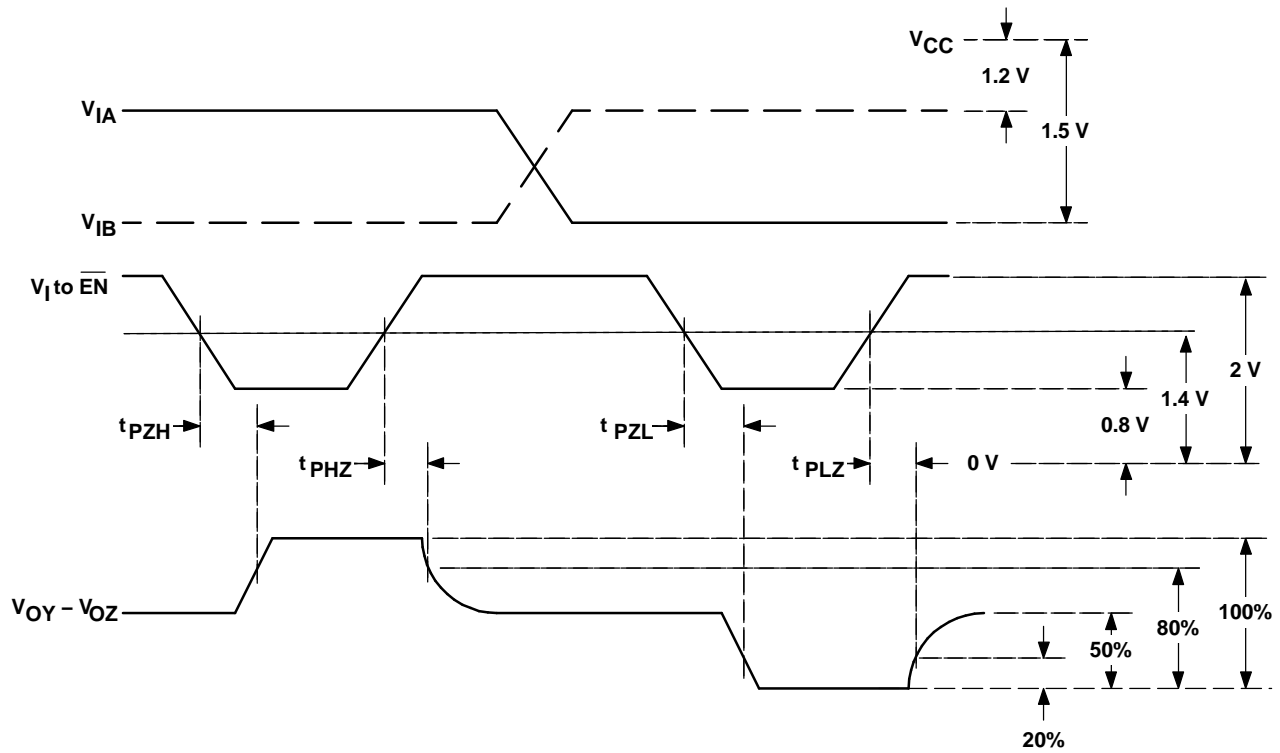 VCC
1.2 V
VIA
1.5 V
VIB
VI to EN
2 V
1.4 V
0.8 V
tPZH
tPZL
tPHZ
tPLZ
0 V
VOY – VOZ
100%
80%
50%
20%